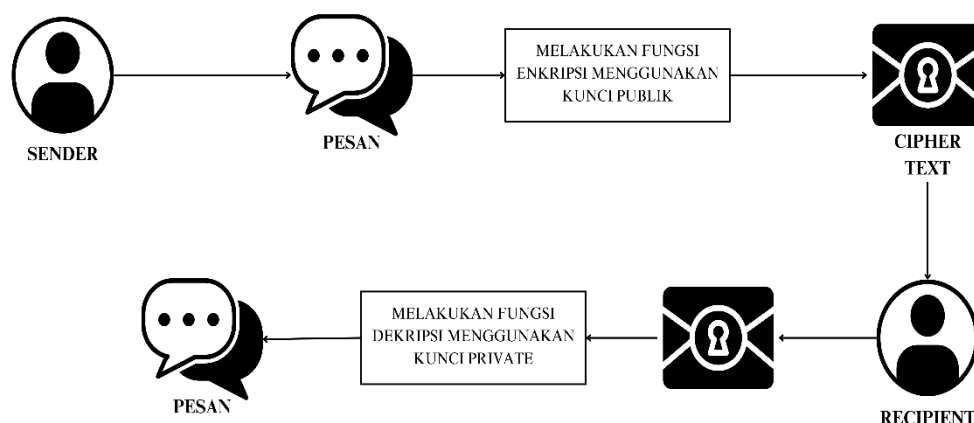 SENDER
PESAN
MELAKUKAN FUNGSI
ENKRIPSI MENGGUNAKAN
KUNCI PUBLIK
CIPHER
TEXT
PESAN
MELAKUKAN FUNGSI
DEKRIPSI MENGGUNAKAN
KUNCI PRIVATE
RECIPIENT